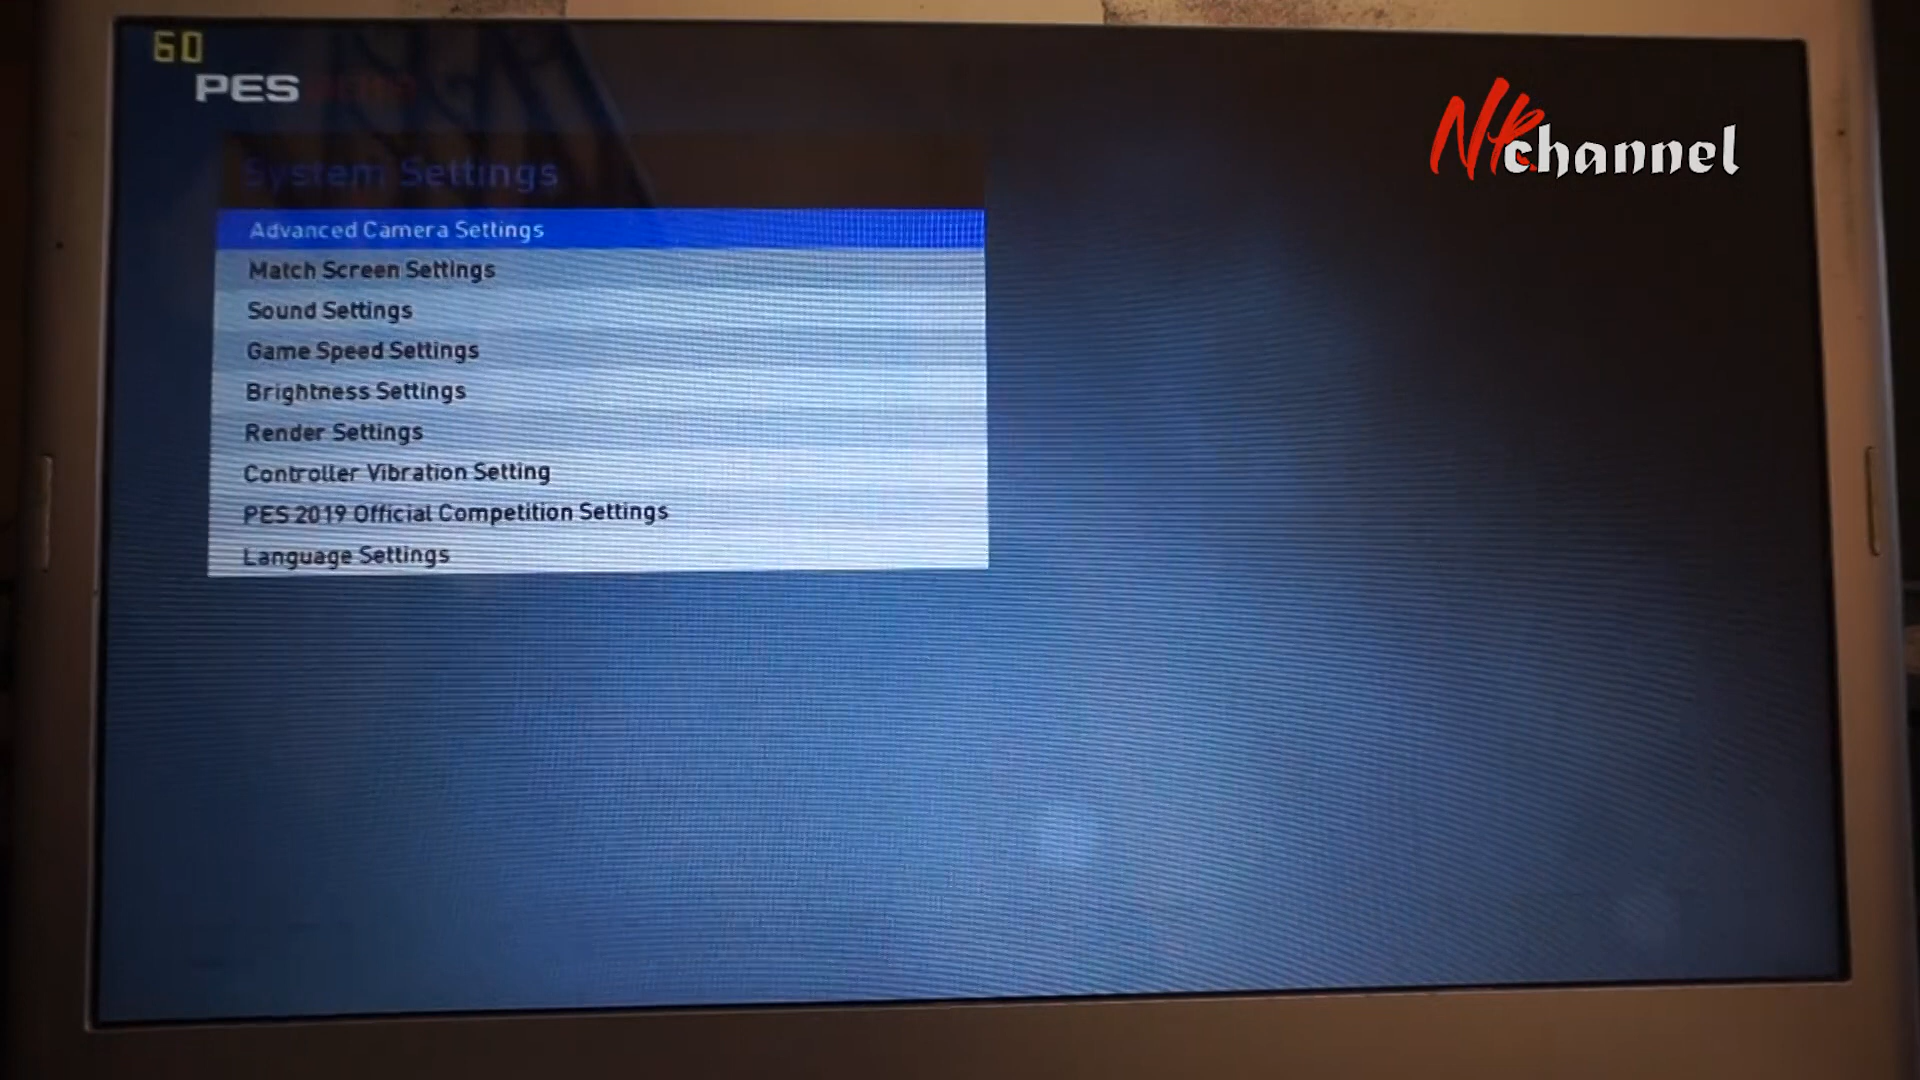 60
PES
NR channel
System Settings
Advanced Camera Settings
Match Screen Settings
Sound Settings
Game Speed Settings
Brightness Settings
Render Settings
Controller Vibration Setting
PES 2019 Official Competition Settings
Language Settings